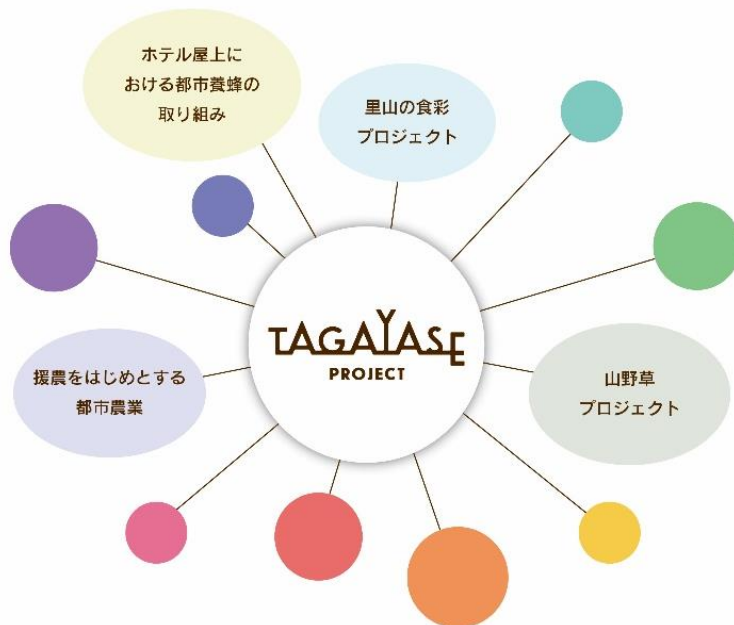 ホテル屋上に
おける都市養蜂の
取り組み
里山の食彩
プロジェクト
TAGAYASE
PROJECT
援農をはじめとする
都市農業
山野草
プロジェクト